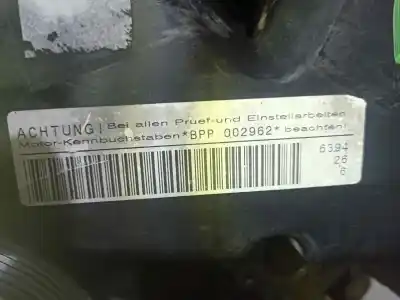 ACHTUNG! Bei allen Pruef-und Einstellarbeiten
Motor-Kennbuchstaben *BPP 002962* beachten!
6394
26
6